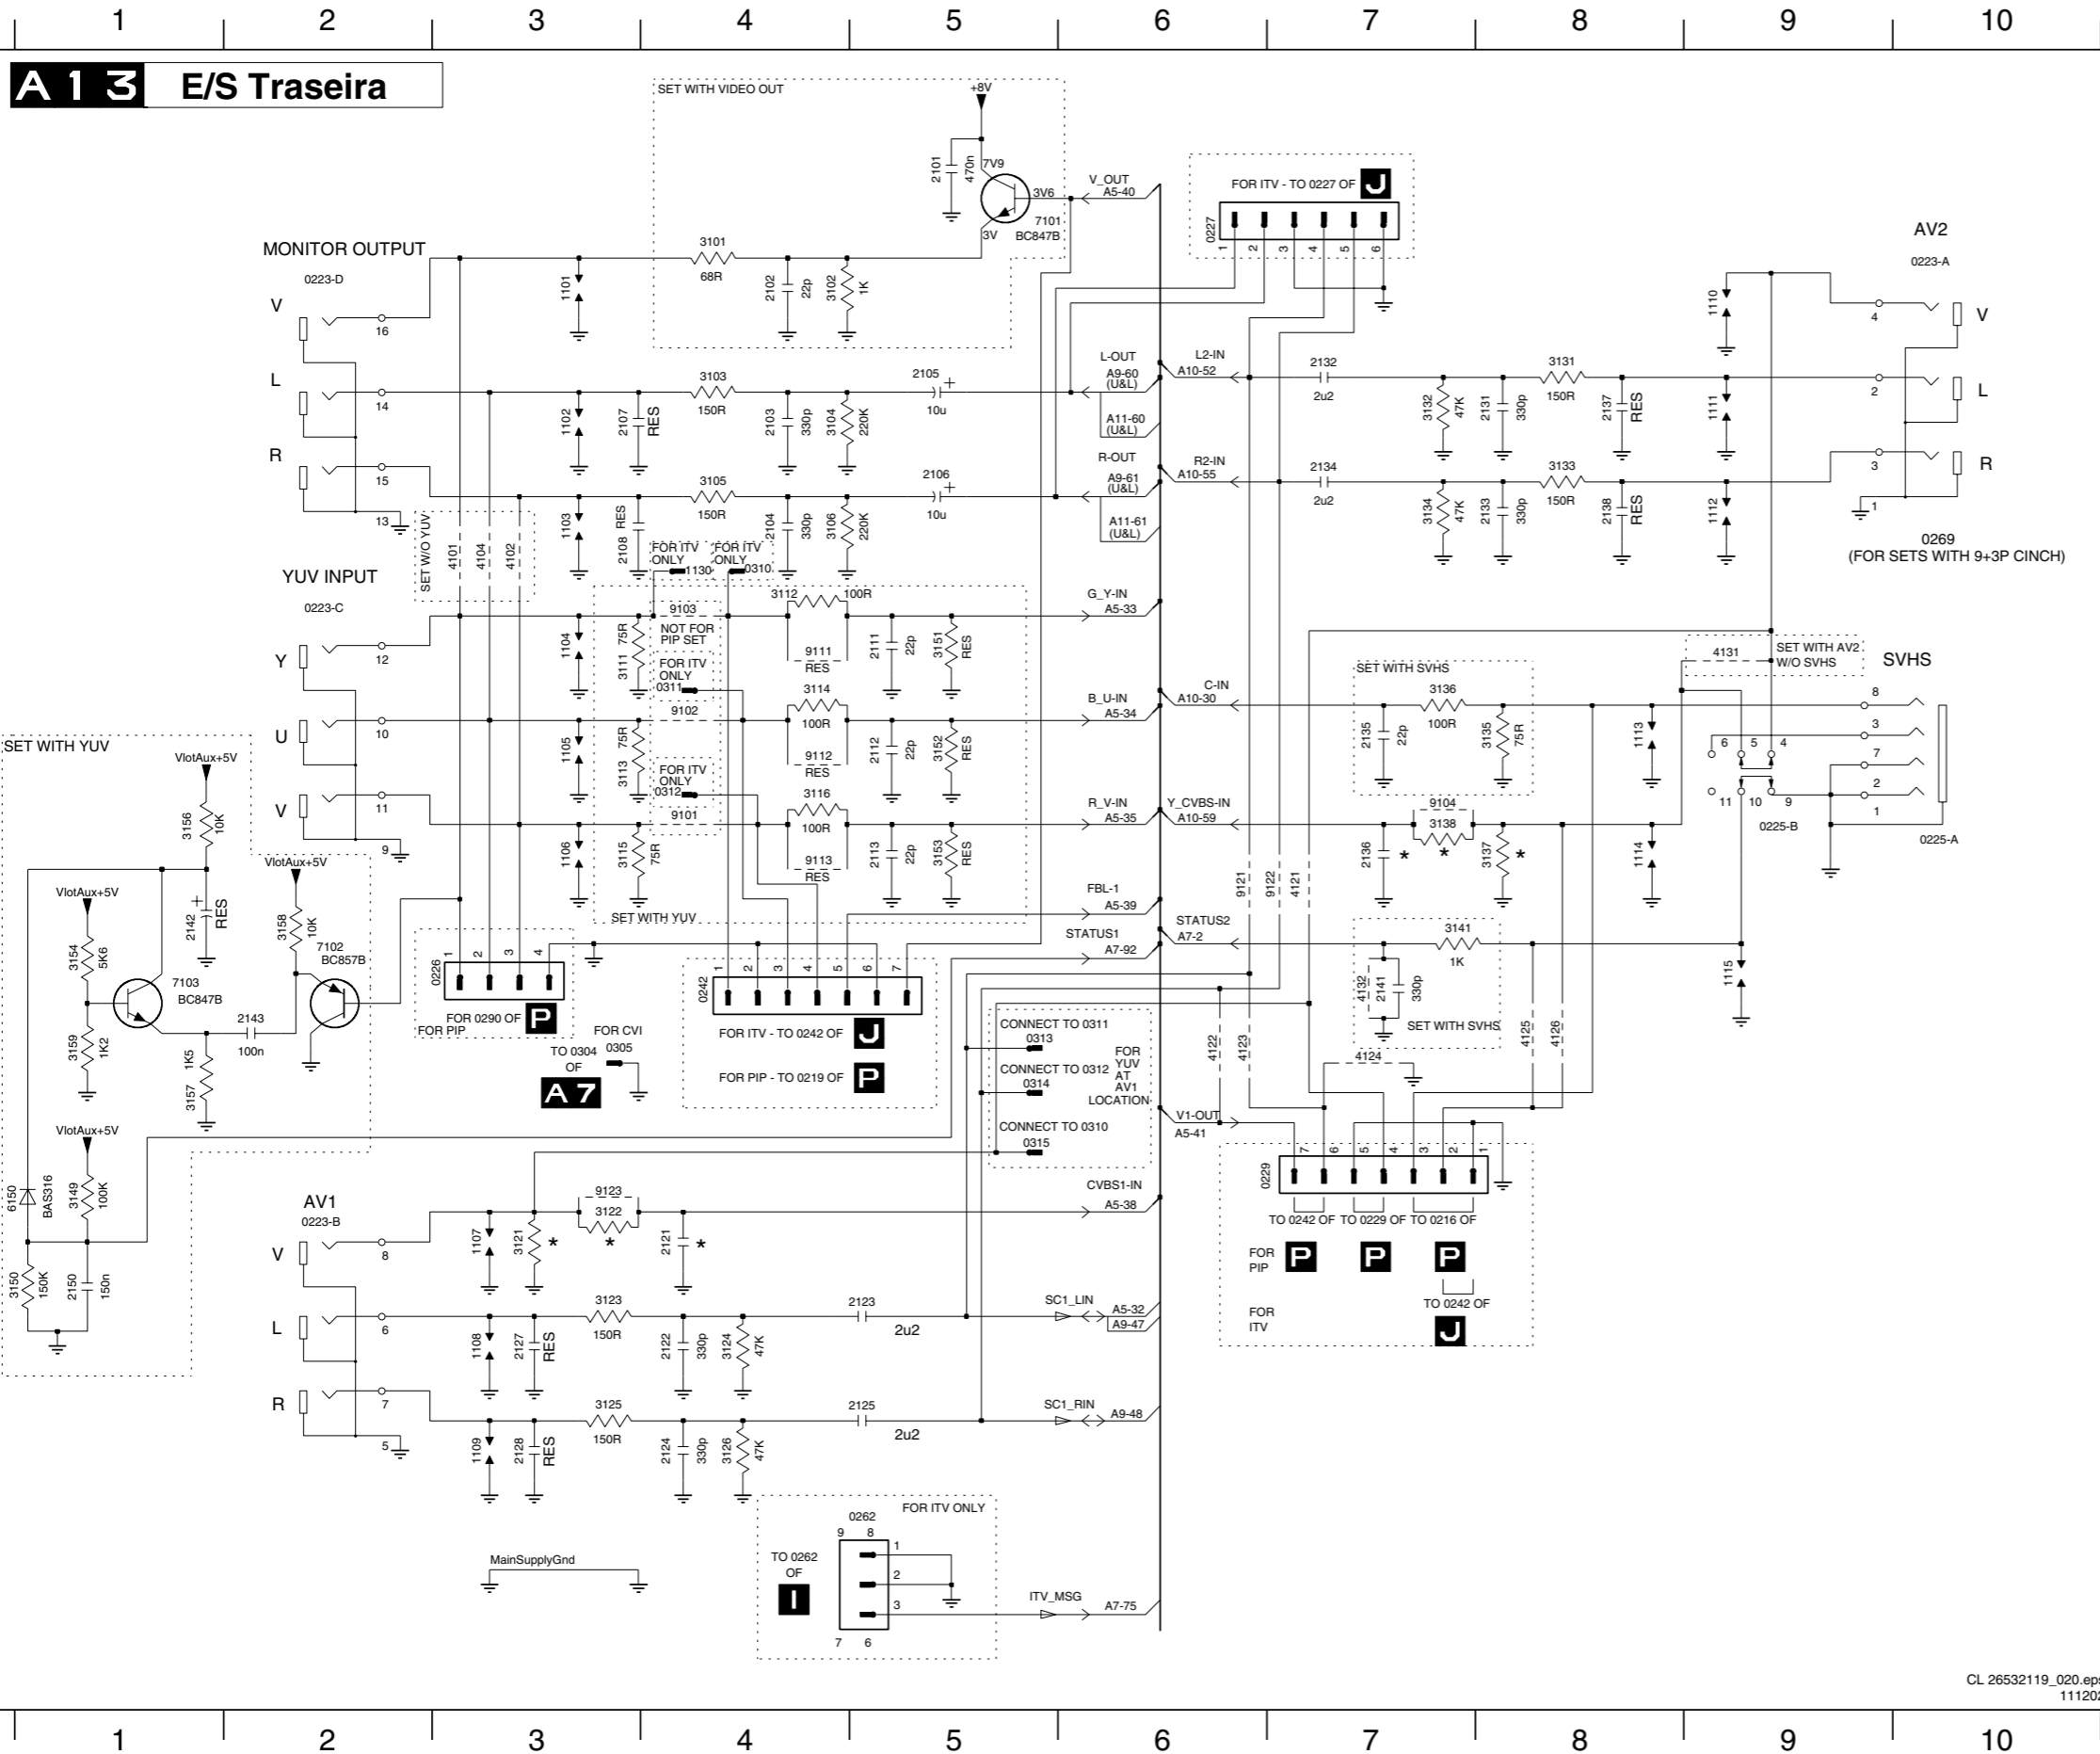 1 2 3 4 5 6 7 8 9 10
A 1 3 E/S Traseira
SET WITH VIDEO OUT
+8V
2101
470n
7V9
3V6
7101
BC847B
3V
V_OUT
A5-40
FOR ITV - TO 0227 OF J
0227
1 2 3 4 5 6
MONITOR OUTPUT
0223-D
V
16
1101
3101
68R
2102
22p
3102
1K
AV2
0223-A
1110
4
V
L
14
1102
2107
RES
3103
150R
2103
330p
3104
220K
2105
+
10u
L-OUT
A9-60
(U&L)
A11-60
(U&L)
L2-IN
A10-52
2132
2u2
3132
47K
2131
330p
3131
150R
2137
RES
1111
2
L
R
15
13
1103
2108
RES
3105
150R
2104
330p
3106
220K
2106
+
10u
R-OUT
A9-61
(U&L)
A11-61
(U&L)
R2-IN
A10-55
2134
2u2
3134
47K
2133
330p
3133
150R
2138
RES
1112
3
R
1
0269
(FOR SETS WITH 9+3P CINCH)
SET W/O YUV
4101
4104
4102
FOR ITV
ONLY
1130
FOR ITV
ONLY
0310
YUV INPUT
0223-C
Y
12
1104
3111
75R
9103
NOT FOR
PIP SET
FOR ITV
ONLY
0311
3112
100R
9111
RES
2111
22p
3151
RES
G_Y-IN
A5-33
U
10
1105
3113
75R
9102
FOR ITV
ONLY
0312
3114
100R
9112
RES
2112
22p
3152
RES
B_U-IN
A5-34
C-IN
A10-30
SET WITH SVHS
3136
100R
2135
22p
3135
75R
1113
4131
SET WITH AV2
W/O SVHS
SVHS
8
3
7
2
1
6 5 4
11 10 9
0225-B
0225-A
V
11
9
1106
3115
75R
9101
3116
100R
9113
RES
2113
22p
3153
RES
R_V-IN
A5-35
Y_CVBS-IN
A10-59
9104
3138
*
2136
*
3137
*
1114
SET WITH YUV
SET WITH YUV
VlotAux+5V
3156
10K
VlotAux+5V
3154
5K6
+
2142
RES
7103
BC847B
3159
1K2
1K5
3157
VlotAux+5V
3158
10K
7102
BC857B
2143
100n
FBL-1
A5-39
STATUS1
A7-92
STATUS2
A7-2
9121
9122
4121
3141
1K
4132
2141
330p
SET WITH SVHS
1115
0226
1 2 3 4
FOR 0290 OF P
FOR PIP
FOR CVI
0305
TO 0304
OF
A 7
0242
1 2 3 4 5 6 7
FOR ITV - TO 0242 OF J
FOR PIP - TO 0219 OF P
CONNECT TO 0311
0313
CONNECT TO 0312
0314
CONNECT TO 0310
0315
FOR
YUV
AT
AV1
LOCATION
4122
4123
4124
4125
4126
V1-OUT
A5-41
0229
7 6 5 4 3 2 1
TO 0242 OF TO 0229 OF TO 0216 OF
FOR
PIP
P P P
TO 0242 OF
FOR
ITV
J
VlotAux+5V
6150
BAS316
3149
100K
3150
150K
2150
150n
AV1
0223-B
V
8
1107
3121
*
9123
3122
*
2121
*
CVBS1-IN
A5-38
L
6
1108
2127
RES
3123
150R
2122
330p
3124
47K
2123
2u2
SC1_LIN
A5-32
A9-47
R
7
5
1109
2128
RES
3125
150R
2124
330p
3126
47K
2125
2u2
SC1_RIN
A9-48
FOR ITV ONLY
0262
9 8
TO 0262
OF
I
1
2
3
7 6
ITV_MSG
A7-75
MainSupplyGnd
CL 26532119_020.eps
111202
1 2 3 4 5 6 7 8 9 10